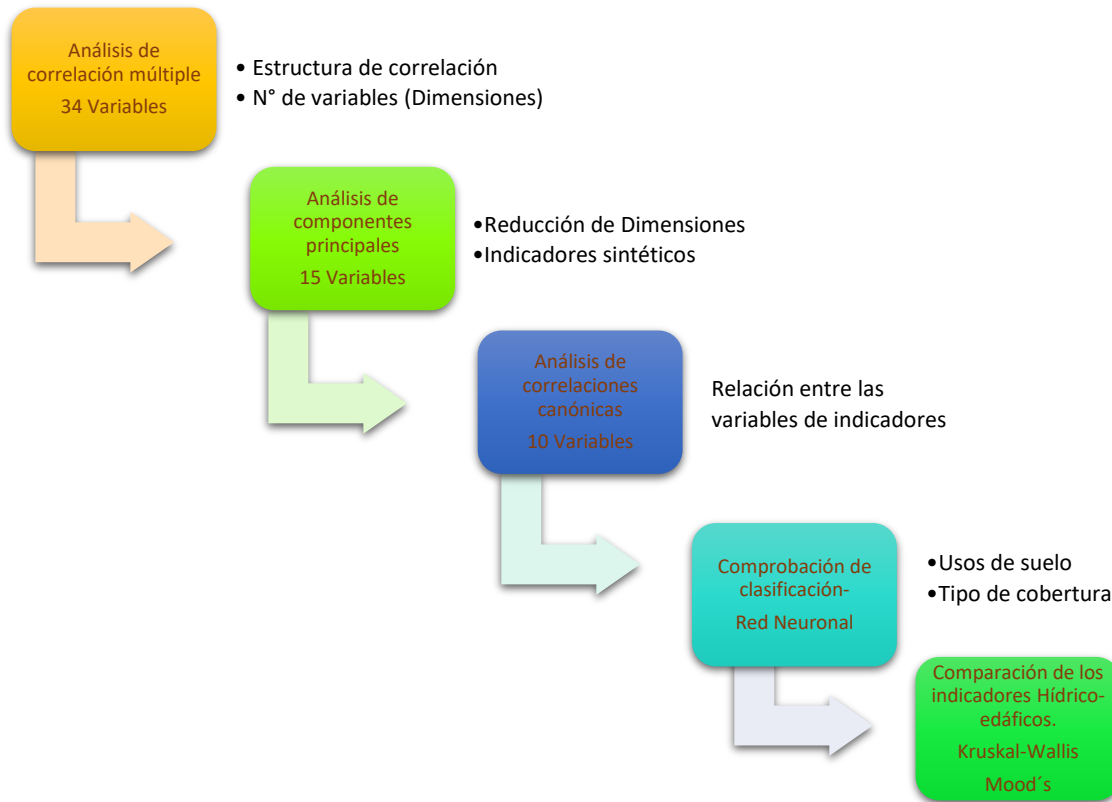 Análisis de
correlación múltiple
34 Variables
• Estructura de correlación
• N° de variables (Dimensiones)
Análisis de
componentes
principales
15 Variables
•Reducción de Dimensiones
•Indicadores sintéticos
Análisis de
correlaciones
canónicas
10 Variables
Relación entre las
variables de indicadores
Comprobación de
clasificación-
Red Neuronal
•Usos de suelo
•Tipo de cobertura
Comparación de los
indicadores Hídrico-
edáficos.
Kruskal-Wallis
Mood´s